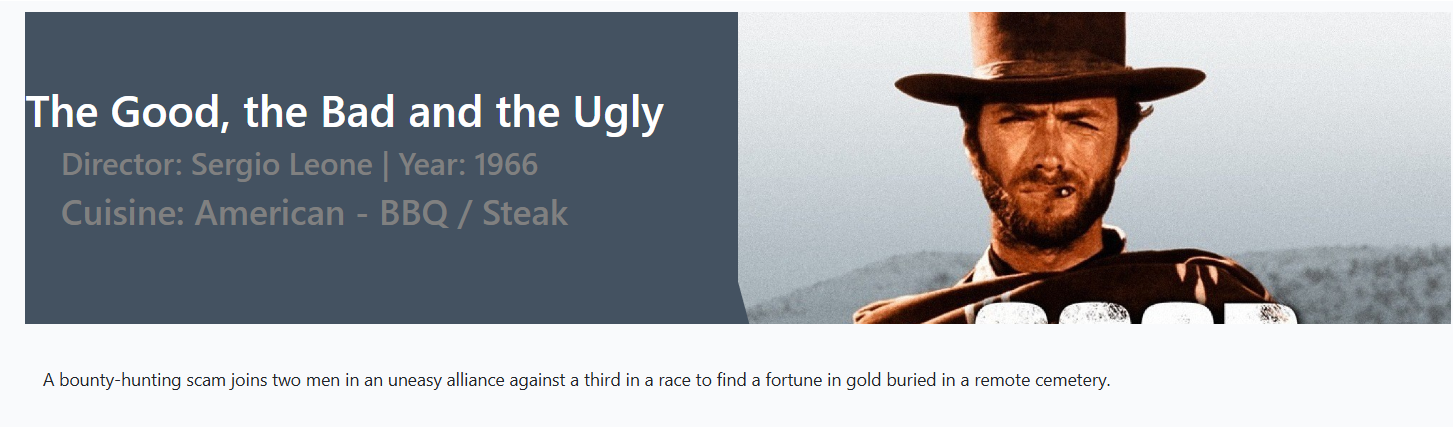 The Good, the Bad and the Ugly
Director: Sergio Leone | Year: 1966
Cuisine: American - BBQ / Steak
A bounty-hunting scam joins two men in an uneasy alliance against a third in a race to find a fortune in gold buried in a remote cemetery.